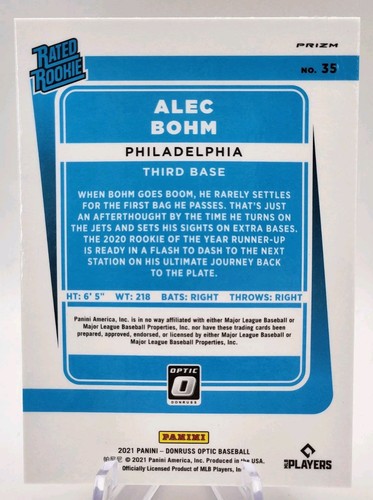 RATED
ROOKIE
PRIZM
NO. 35
ALEC
BOHM
PHILADELPHIA
THIRD BASE
WHEN BOHM GOES BOOM, HE RARELY SETTLES
FOR THE FIRST BAG HE PASSES. THAT'S JUST
AN AFTERTHOUGHT BY THE TIME HE TURNS ON
THE JETS AND SETS HIS SIGHTS ON EXTRA BASES.
THE 2020 ROOKIE OF THE YEAR RUNNER-UP
IS READY IN A FLASH TO DASH TO THE NEXT
STATION ON HIS ULTIMATE JOURNEY BACK
TO THE PLATE.
HT: 6' 5" WT: 218 BATS: RIGHT THROWS: RIGHT
Panini America, Inc. is in no way affiliated with either Major League Baseball or
Major League Baseball Properties, Inc. nor have these trading cards been
prepared, approved, endorsed, or licensed by either Major League Baseball or
Major League Baseball Properties, Inc.
OPTIC
O
DONRUSS
PANINI
2021 PANINI – DONRUSS OPTIC BASEBALL
© 2021 Panini America, Inc. Produced in the USA.
Officially Licensed Product of MLB Players, In
PLAYERS